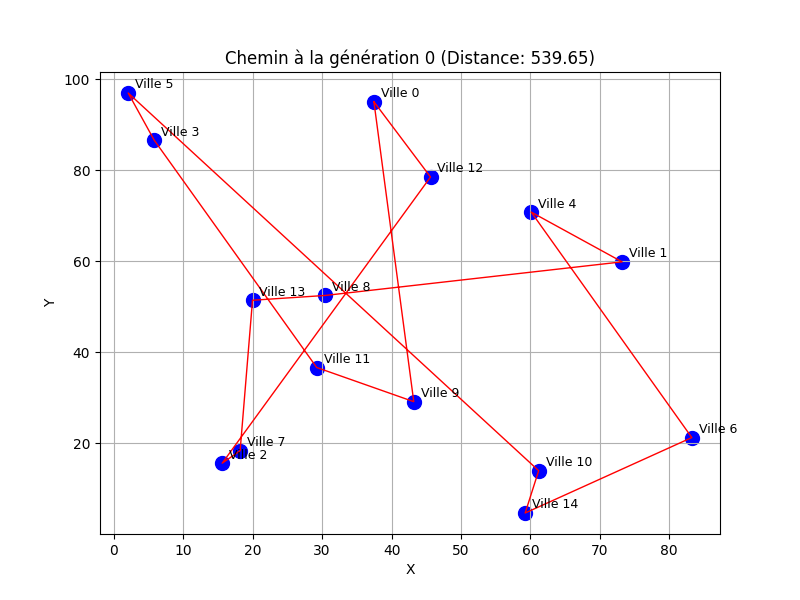 Chemin à la génération 0 (Distance: 539.65)
100
80
60
40
20
Y
Ville 5
Ville 0
Ville 3
Ville 12
Ville 4
Ville 1
Ville 13
Ville 8
Ville 11
Ville 9
Ville 7
Ville 2
Ville 6
Ville 10
Ville 14
0 10 20 30 40 50 60 70 80
X